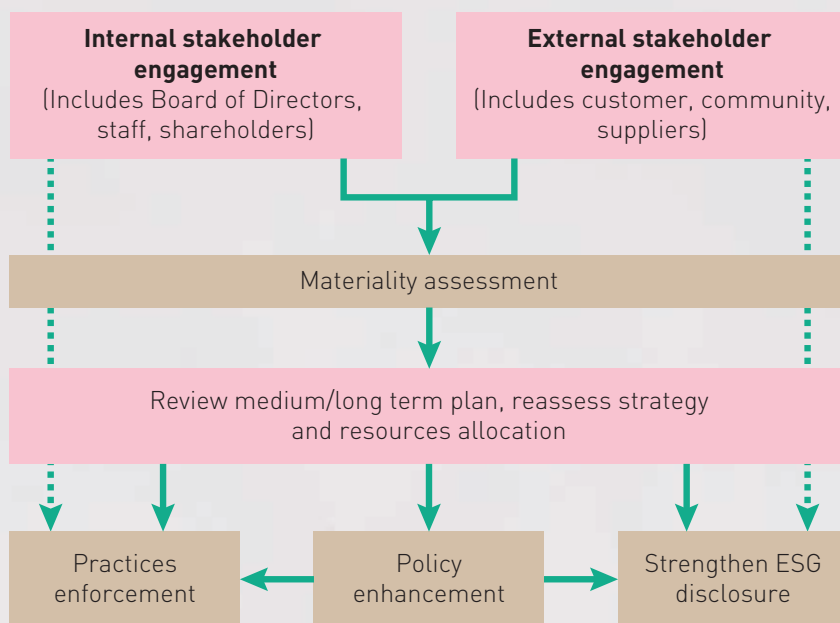 Internal stakeholder
engagement
(Includes Board of Directors,
staff, shareholders)
External stakeholder
engagement
(Includes customer, community,
suppliers)
Materiality assessment
Review medium/long term plan, reassess strategy
and resources allocation
Practices
enforcement
Policy
enhancement
Strengthen ESG
disclosure